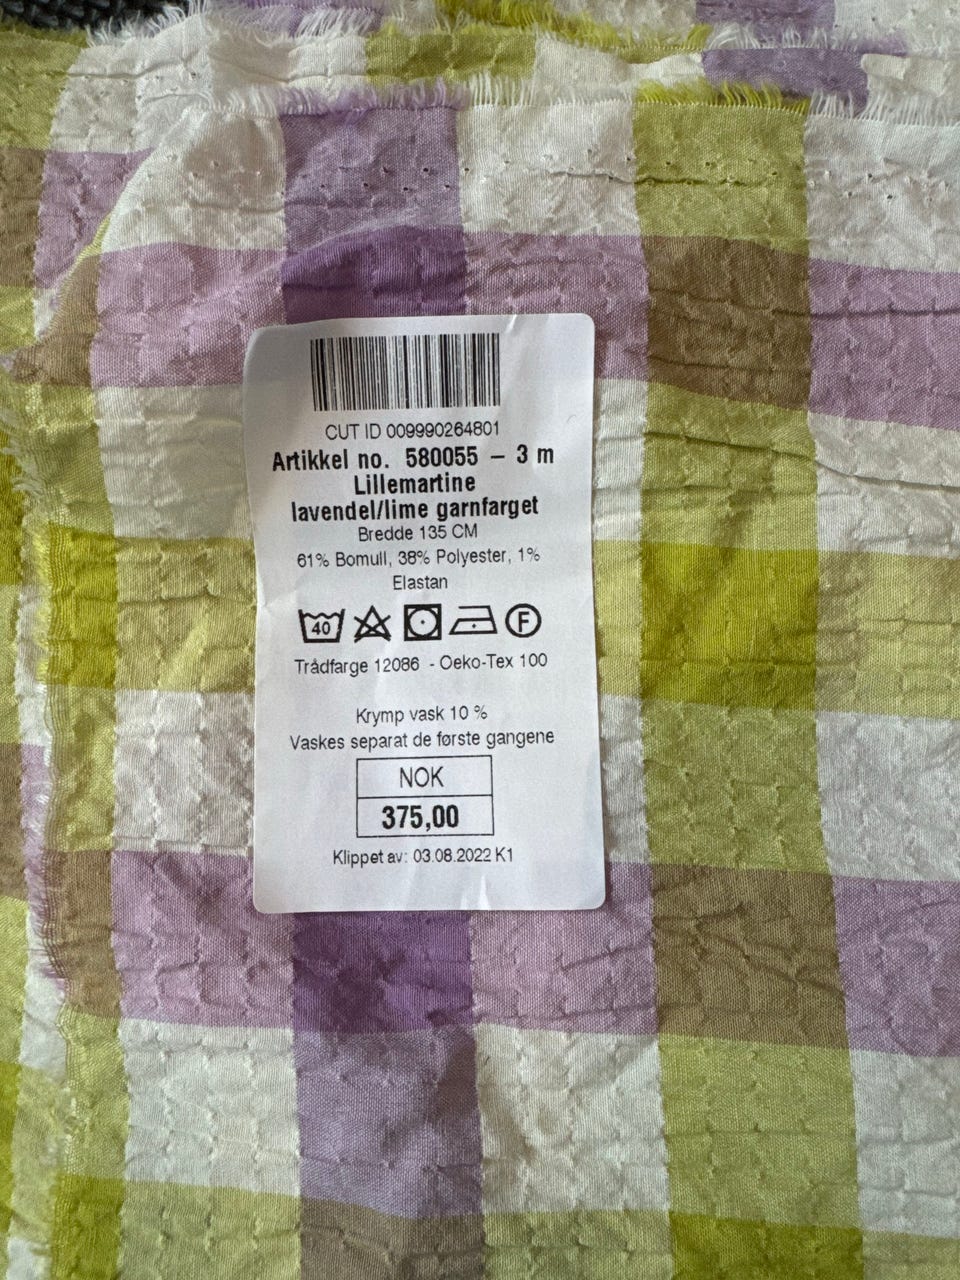 CUT ID 009990264801
Artikkel no. 580055 – 3 m
Lillemartine
lavendel/lime garnfarget
Bredde 135 CM
61% Bomull, 38% Polyester, 1%
Elastan
40 F
Trådfarge 12086 - Oeko-Tex 100
Krymp vask 10 %
Vaskes separat de første gangene
NOK
375,00
Klippet av: 03.08.2022 K1